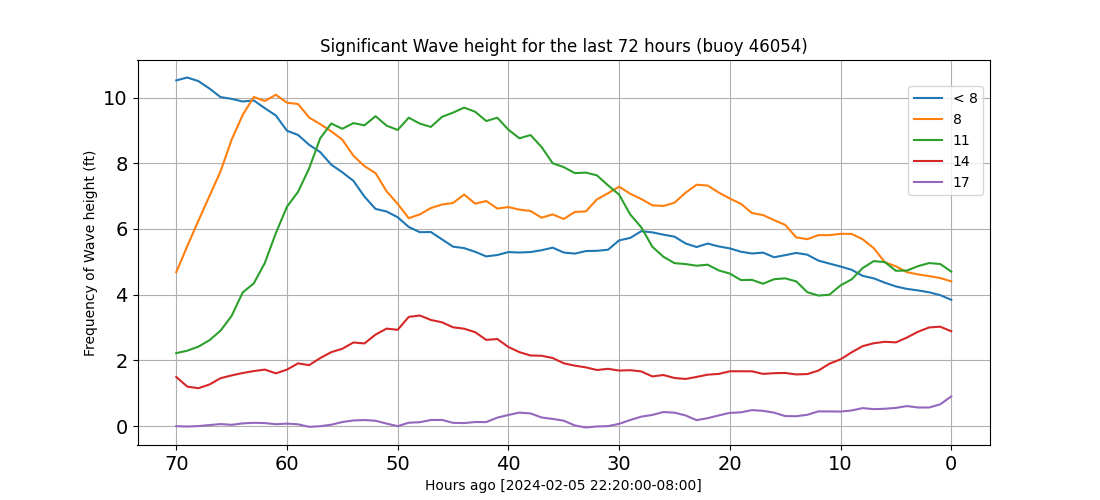 Significant Wave height for the last 72 hours (buoy 46054)
Frequency of Wave height (ft)
10
8
6
4
2
0
< 8
8
11
14
17
70 60 50 40 30 20 10 0
Hours ago [2024-02-05 22:20:00-08:00]